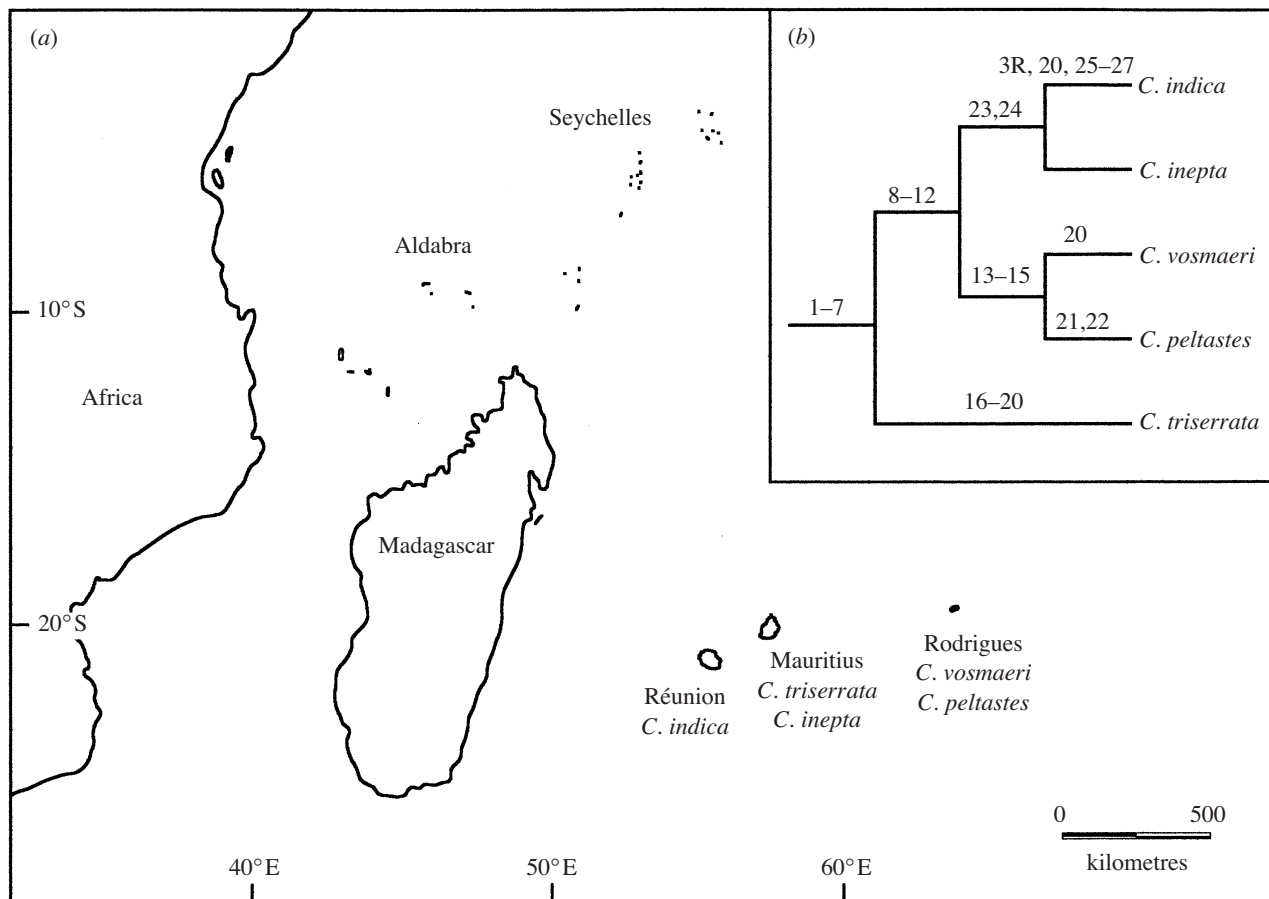 (a)
Seychelles
Aldabra
10°S
Africa
Madagascar
20°S
Réunion
C. indica
Mauritius
C. triserrata
C. inepta
Rodrigues
C. vosmaeri
C. peltastes
0 500
kilometres
40°E 50°E 60°E
(b)
3R, 20, 25–27
C. indica
23,24
C. inepta
8–12
20
C. vosmaeri
13–15
1–7
21,22
C. peltastes
16–20
C. triserrata